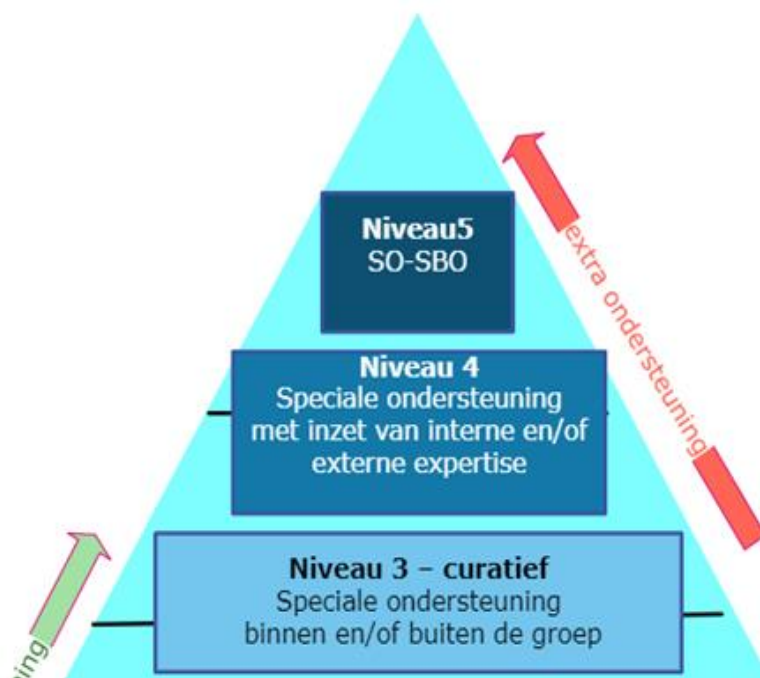 Niveau5
SO-SBO
Niveau 4
Speciale ondersteuning
met inzet van interne en/of
externe expertise
extra ondersteuning
Niveau 3 – curatief
Speciale ondersteuning
binnen en/of buiten de groep